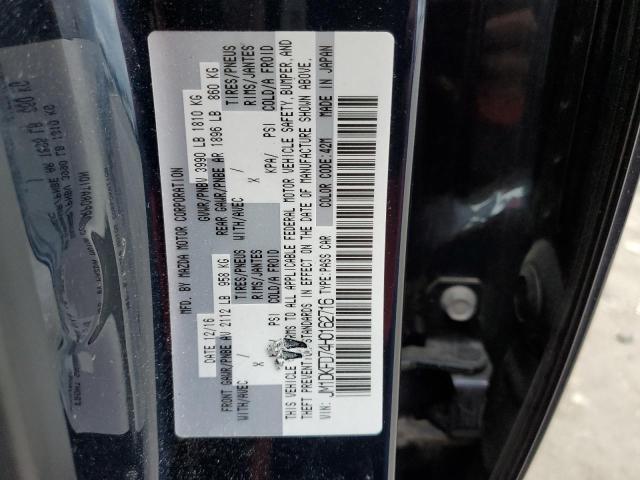 MFD. BY MAZDA MOTOR CORPORATION
DATE 12/16 GVWR/PNBV 3990 LB 1810 KG
FRONT GAWR/PNBE AV 2112 LB 958 KG REAR GAWR/PNBE AR 1896 LB 860 KG
WITH/AVEC TIRES/PNEUS WITH/AVEC TIRES/PNEUS
X RIMS/JANTES X RIMS/JANTES
PSI COLD/A FROID KPA/ PSI COLD/A FROID
THIS VEHICLE TO ALL APPLICABLE FEDERAL MOTOR VEHICLE SAFETY, BUMPER, AND
THEFT PREVENTION STANDARDS IN EFFECT ON THE DATE OF MANUFACTURE SHOWN ABOVE.
VIN: JM1DKFD7AH0162716 TYPE: PASS CAR COLOR CODE: 42M MADE IN JAPAN